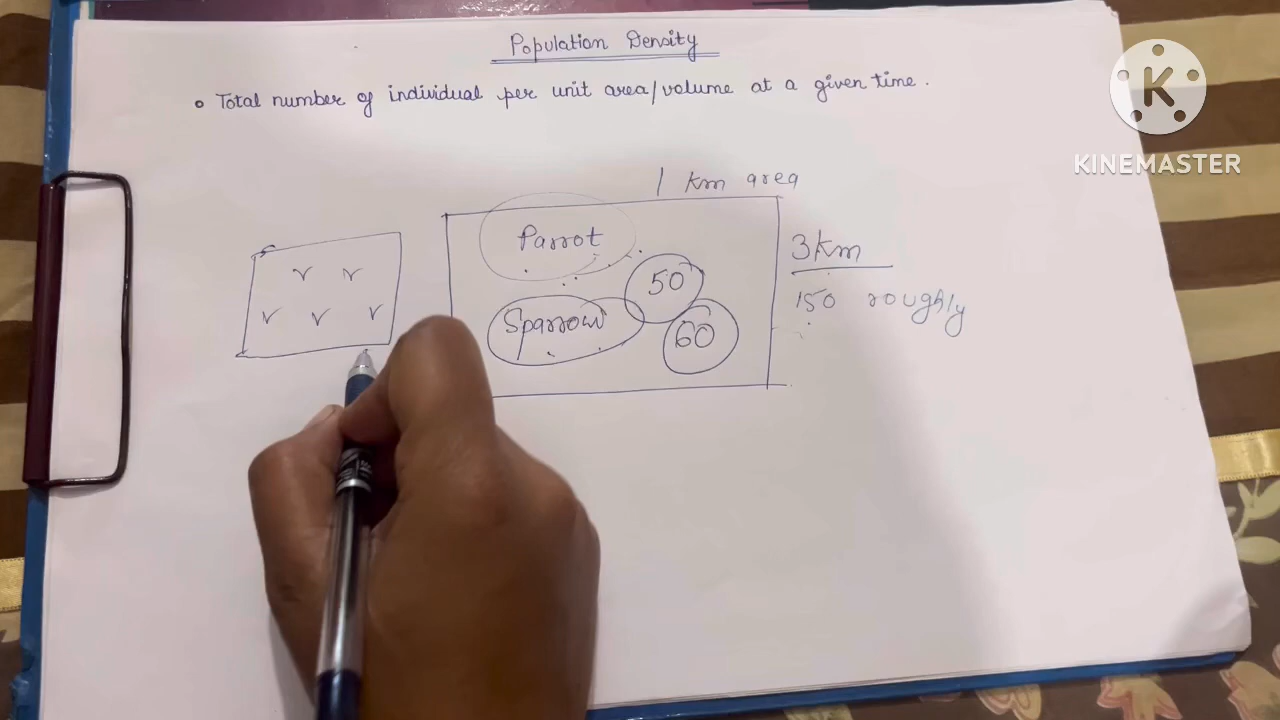 Population Density
Total number of individual per unit area/volume at a given time.
1 km area
Parrot
50
Sparrow
60
3km
150 roughly
r r
r r r
K
KINEMASTER